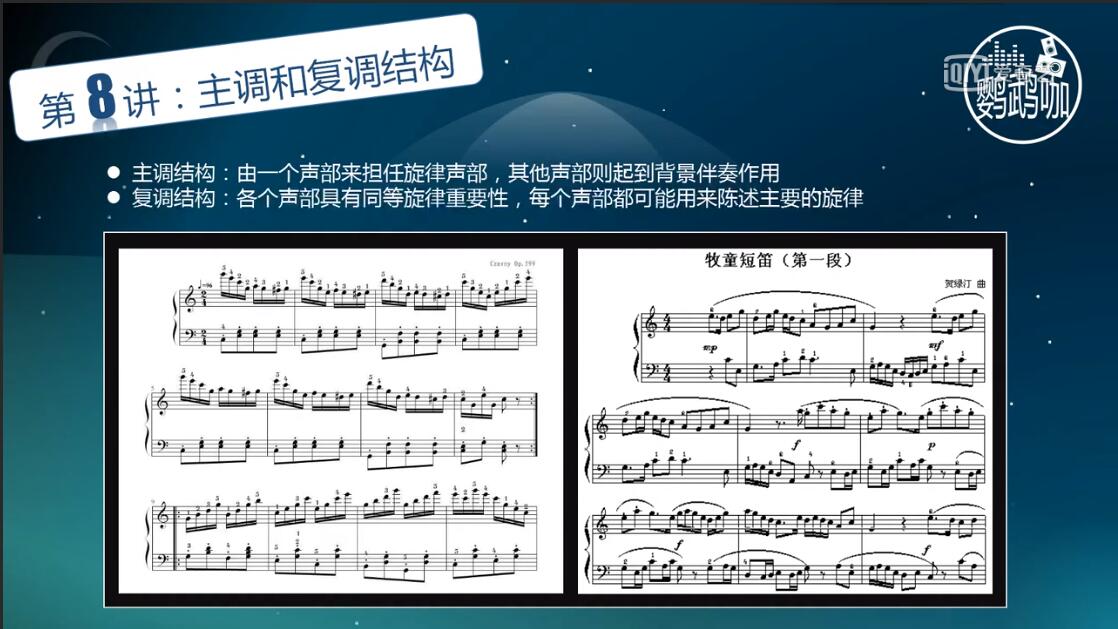 第8讲：主调和复调结构
iQIYI 爱奇艺
鹦鹉咖
主调结构：由一个声部来担任旋律声部，其他声部则起到背景伴奏作用
复调结构：各个声部具有同等旋律重要性，每个声部都可能用来陈述主要的旋律
Czerny Op.599
牧童短笛（第一段）
贺绿汀 曲
mp
mf
f
p
f
f